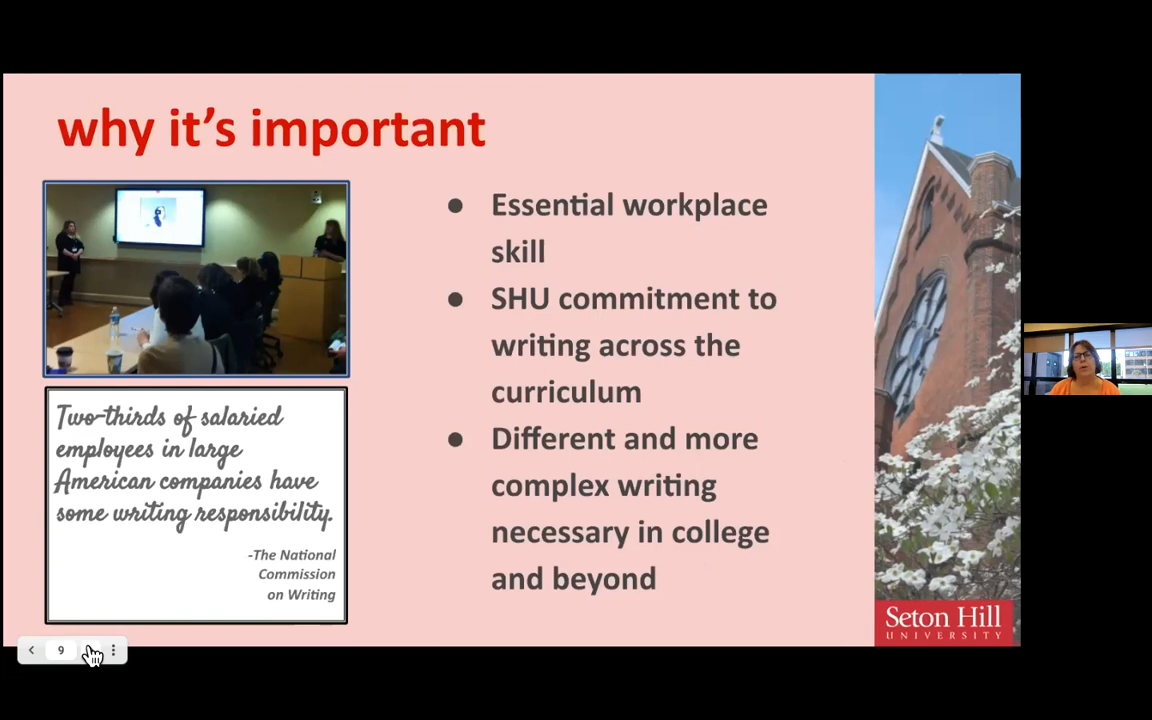 why it's important
Two-thirds of salaried
employees in large
American companies have
some writing responsibility.
-The National
Commission
on Writing
● Essential workplace
skill
● SHU commitment to
writing across the
curriculum
● Different and more
complex writing
necessary in college
and beyond
Seton Hill
UNIVERSITY
9